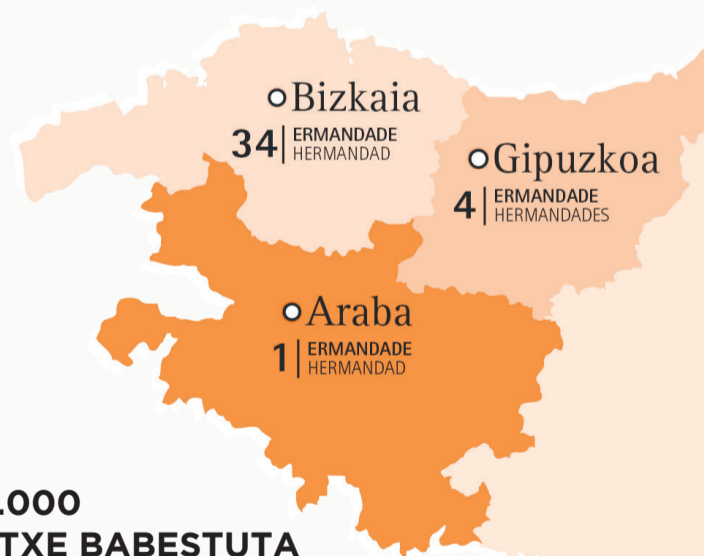 Bizkaia
34 ERMANDADE
HERMANDAD
Gipuzkoa
4 ERMANDADE
HERMANDADES
Araba
1 ERMANDADE
HERMANDAD
.000
TXE BABESTUTA